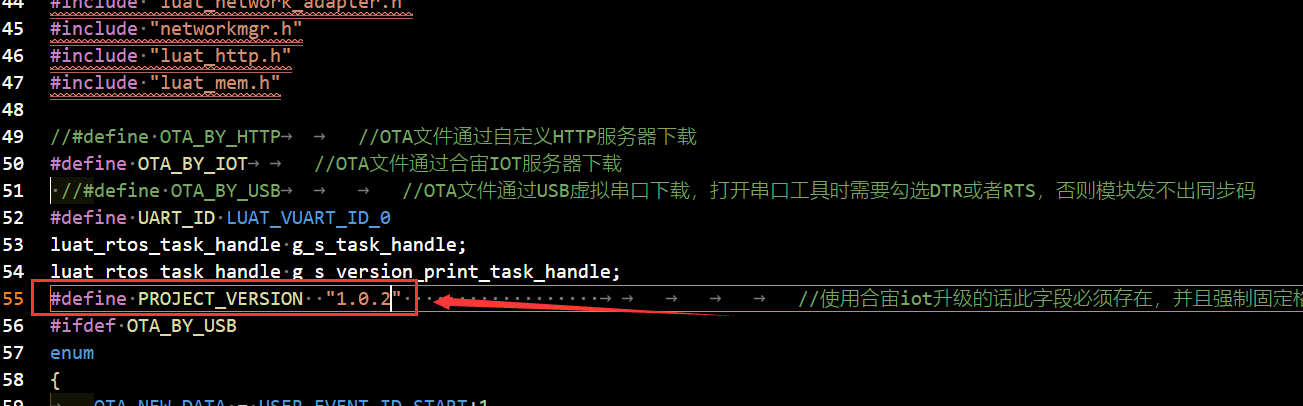 44 #include "luat_network_adapter.h"
45 #include "networkmgr.h"
46 #include "luat_http.h"
47 #include "luat_mem.h"
48
49 //#define OTA_BY_HTTP //OTA文件通过自定义HTTP服务器下载
50 #define OTA_BY_IOT //OTA文件通过合宙IOT服务器下载
51 //#define OTA_BY_USB //OTA文件通过USB虚拟串口下载，打开串口工具时需要勾选DTR或者RTS，否则模块发不出同步码
52 #define UART_ID LUAT_VUART_ID_0
53 luat_rtos_task_handle g_s_task_handle;
54 luat_rtos_task_handle g_s_version_print_task_handle;
55 #define PROJECT_VERSION "1.0.2" //使用合宙iot升级的话此字段必须存在，并且强制固定格
56 #ifdef OTA_BY_USB
57 enum
58 {
59 OTA_NEW_DATA = USER_EVENT_ID_START+1